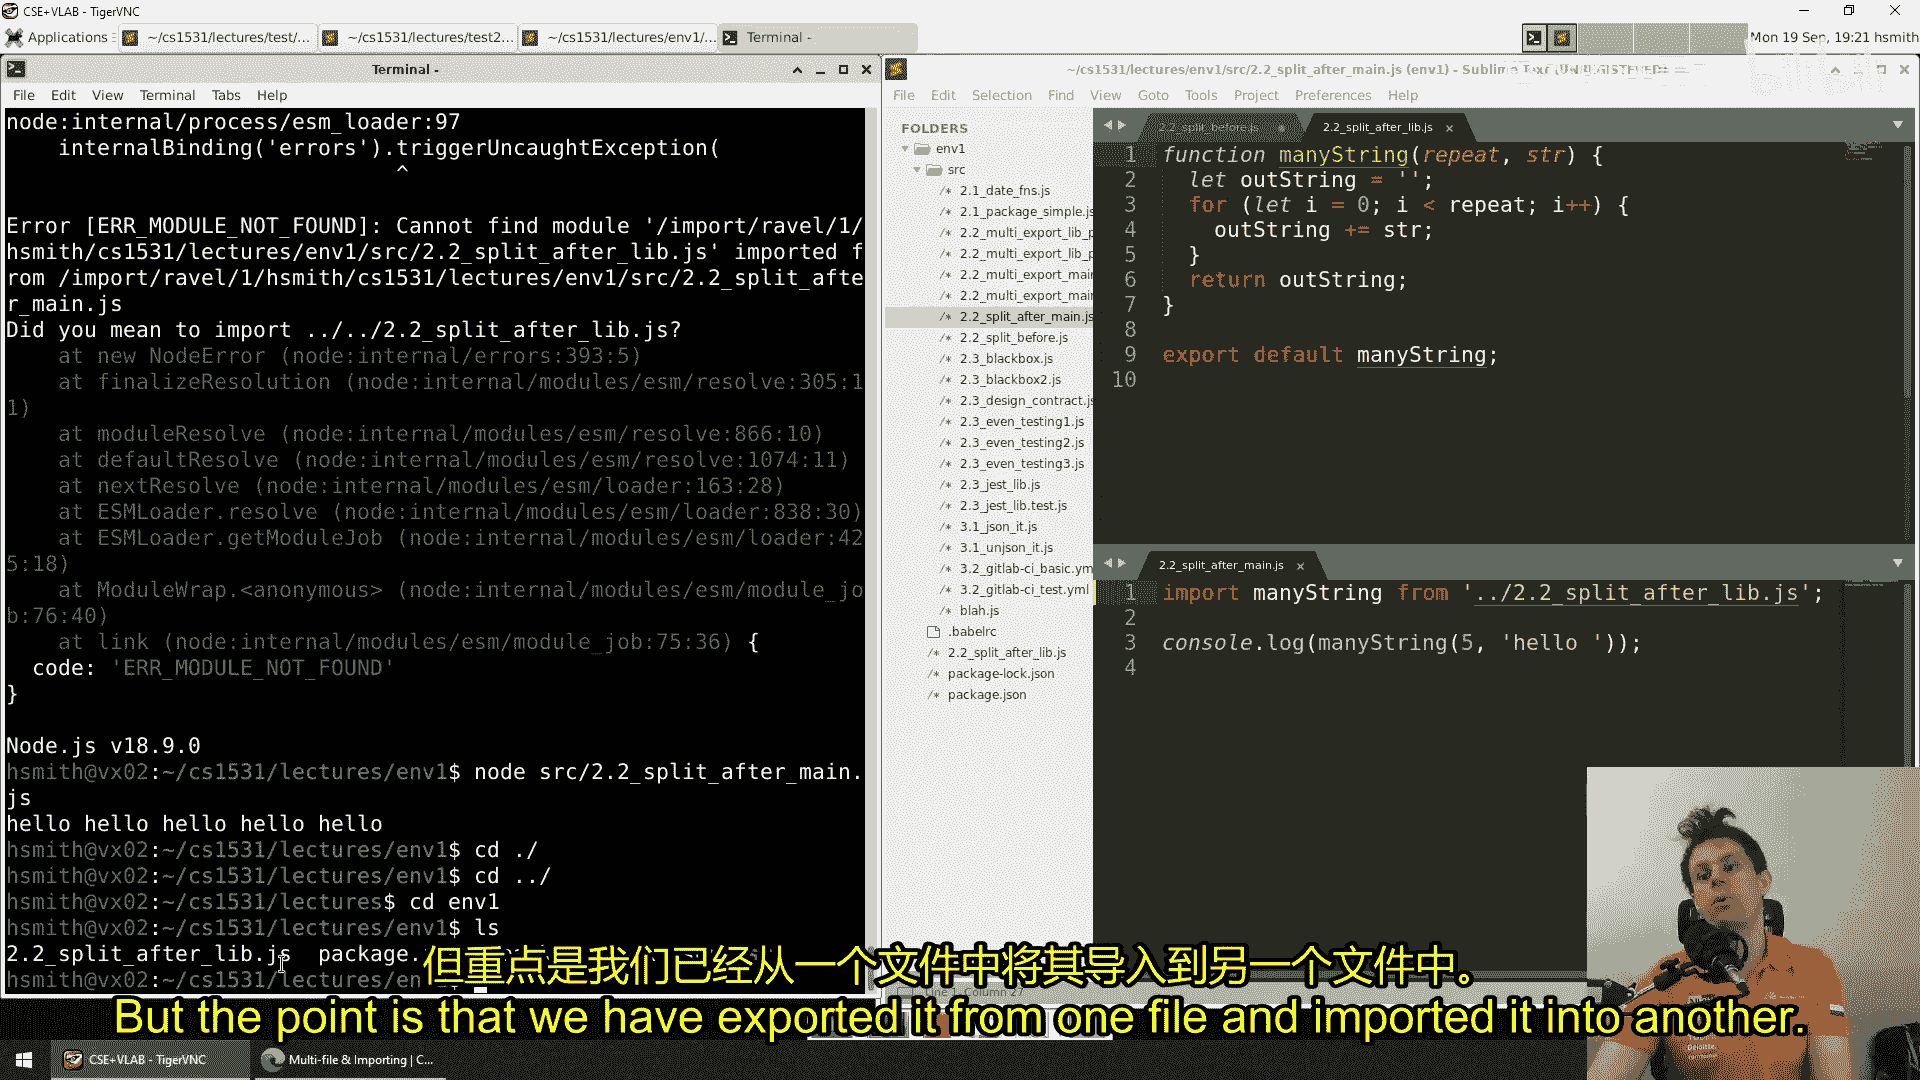 CSE+VLAB - TigerVNC
Applications
~/cs1531/lectures/test/...
~/cs1531/lectures/test2...
~/cs1531/lectures/env1/...
Terminal -
Mon 19 Sep, 19:21 hsmith
Terminal -
File Edit View Terminal Tabs Help
node:internal/process/esm_loader:97
internalBinding('errors').triggerUncaughtException(
^
Error [ERR_MODULE_NOT_FOUND]: Cannot find module '/import/ravel/1/
hsmith/cs1531/lectures/env1/src/2.2_split_after_lib.js' imported f
rom /import/ravel/1/hsmith/cs1531/lectures/env1/src/2.2_split_afte
r_main.js
Did you mean to import ../../2.2_split_after_lib.js?
at new NodeError (node:internal/errors:393:5)
at finalizeResolution (node:internal/modules/esm/resolve:305:1
1)
at moduleResolve (node:internal/modules/esm/resolve:866:10)
at defaultResolve (node:internal/modules/esm/resolve:1074:11)
at nextResolve (node:internal/modules/esm/loader:163:28)
at ESMLoader.resolve (node:internal/modules/esm/loader:838:30)
at ESMLoader.getModuleJob (node:internal/modules/esm/loader:42
5:18)
at ModuleWrap.<anonymous> (node:internal/modules/esm/module_jo
b:76:40)
at link (node:internal/modules/esm/module_job:75:36) {
code: 'ERR_MODULE_NOT_FOUND'
}
Node.js v18.9.0
hsmith@vx02:~/cs1531/lectures/env1$ node src/2.2_split_after_main.
js
hello hello hello hello hello
hsmith@vx02:~/cs1531/lectures/env1$ cd ./
hsmith@vx02:~/cs1531/lectures/env1$ cd ../
hsmith@vx02:~/cs1531/lectures$ cd env1
hsmith@vx02:~/cs1531/lectures/env1$ ls
2.2_split_after_lib.js package.
hsmith@vx02:~/cs1531/lectures/en
~/cs1531/lectures/env1/src/2.2_split_after_main.js (env1) - Sublime Text (UNREGISTERED)
File Edit Selection Find View Goto Tools Project Preferences Help
FOLDERS
env1
src
/* 2.1_date_fns.js
/* 2.1_package_simple.js
/* 2.2_multi_export_lib_p
/* 2.2_multi_export_lib_p
/* 2.2_multi_export_main
/* 2.2_multi_export_main
/* 2.2_split_after_main.js
/* 2.2_split_before.js
/* 2.3_blackbox.js
/* 2.3_blackbox2.js
/* 2.3_design_contract.js
/* 2.3_even_testing1.js
/* 2.3_even_testing2.js
/* 2.3_even_testing3.js
/* 2.3_jest_lib.js
/* 2.3_jest_lib.test.js
/* 3.1_json_it.js
/* 3.1_unjson_it.js
/* 3.2_gitlab-ci_basic.ym
/* 3.2_gitlab-ci_test.yml
/* blah.js
.babelrc
/* 2.2_split_after_lib.js
/* package-lock.json
/* package.json
2.2_split_before.js
2.2_split_after_lib.js
1 function manyString(repeat, str) {
2 let outString = '';
3 for (let i = 0; i < repeat; i++) {
4 outString += str;
5 }
6 return outString;
7 }
8
9 export default manyString;
10
2.2_split_after_main.js
1 import manyString from '../2.2_split_after_lib.js';
2
3 console.log(manyString(5, 'hello '));
4
Line 1, Column 27
但重点是我们已经从一个文件中将其导入到另一个文件中。
But the point is that we have exported it from one file and imported it into another.
CSE+VLAB - TigerVNC
Multi-file & Importing | C...